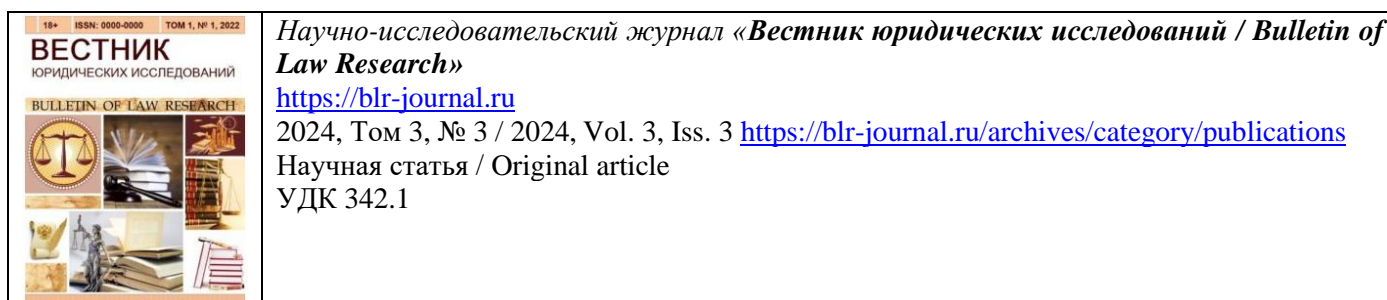 18+ ISSN: 0000-0000 ТОМ 1, № 1, 2022
ВЕСТНИК
ЮРИДИЧЕСКИХ ИССЛЕДОВАНИЙ
BULLETIN OF LAW RESEARCH
Научно-исследовательский журнал «Вестник юридических исследований / Bulletin of
Law Research»
https://blr-journal.ru
2024, Том 3, № 3 / 2024, Vol. 3, Iss. 3 https://blr-journal.ru/archives/category/publications
Научная статья / Original article
УДК 342.1